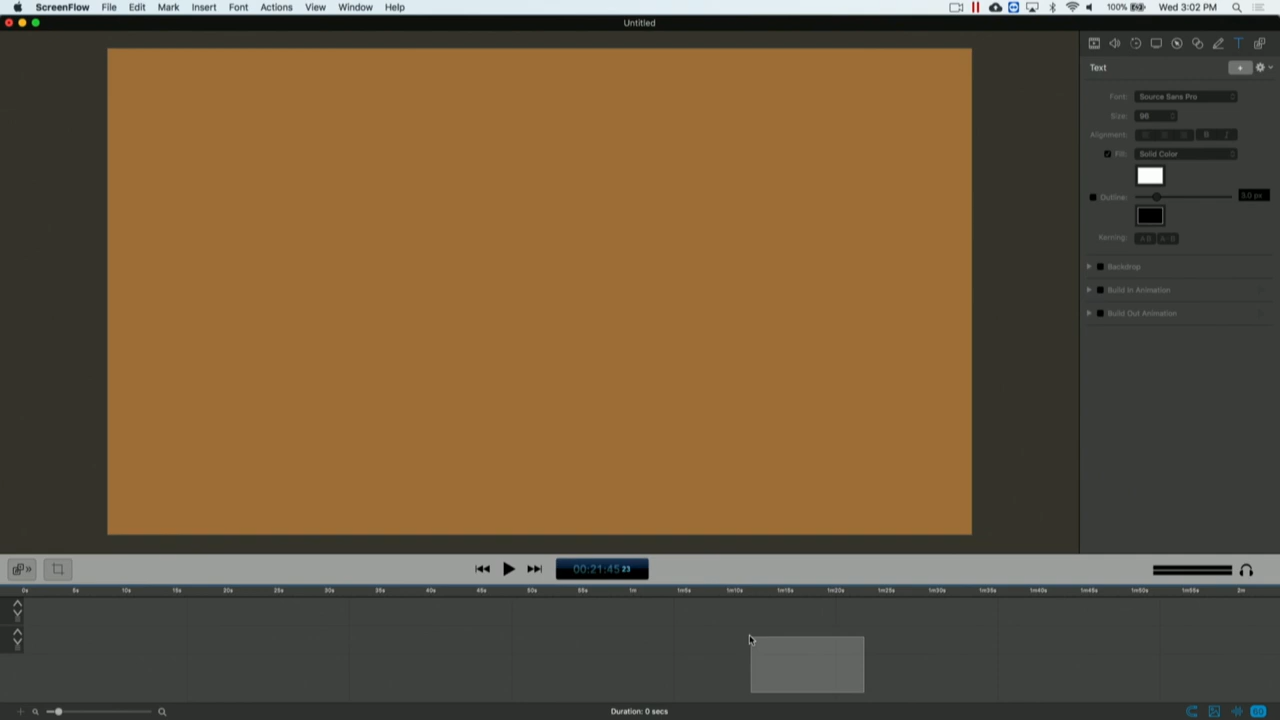 ScreenFlow File Edit Mark Insert Font Actions View Window Help 100% Wed 3:02 PM
Untitled
Text
Font: Source Sans Pro
Size: 96
Alignment: B I
Fill: Solid Color
Outline: 3.0 px
Kerning: AB A·B
Backdrop
Build In Animation
Build Out Animation
00:21:45 23
0s 5s 10s 15s 20s 25s 30s 35s 40s 45s 50s 55s 1m 1m5s 1m10s 1m15s 1m20s 1m25s 1m30s 1m35s 1m40s 1m45s 1m50s 1m55s 2m
Duration: 0 secs